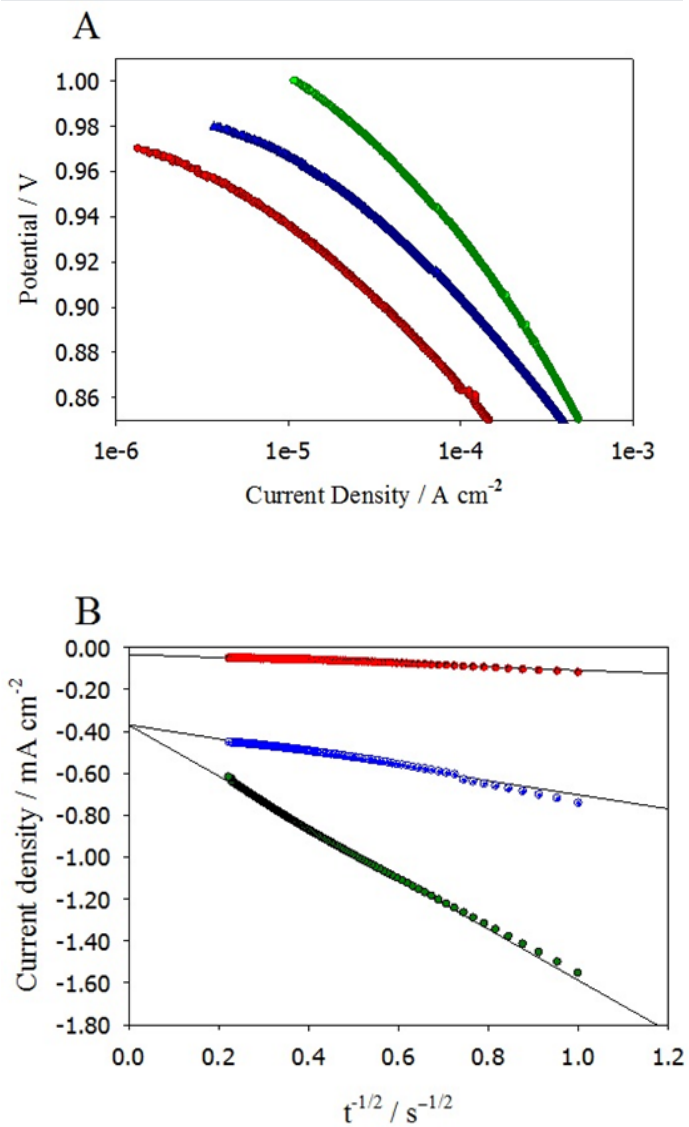 A
1.00
0.98
0.96
0.94
0.92
0.90
0.88
0.86
Potential / V
1e-6 1e-5 1e-4 1e-3
Current Density / A cm-2
B
0.00
-0.20
-0.40
-0.60
-0.80
-1.00
-1.20
-1.40
-1.60
-1.80
Current density / mA cm-2
0.0 0.2 0.4 0.6 0.8 1.0 1.2
t-1/2 / s-1/2